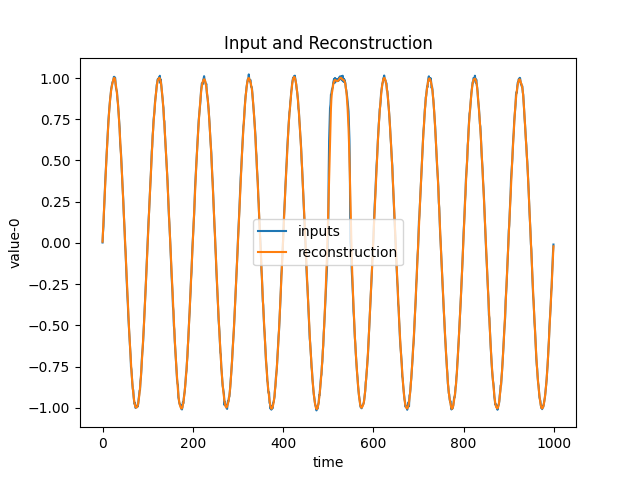 Input and Reconstruction
1.00
0.75
0.50
0.25
0.00
−0.25
−0.50
−0.75
−1.00
value-0
inputs
reconstruction
0 200 400 600 800 1000
time